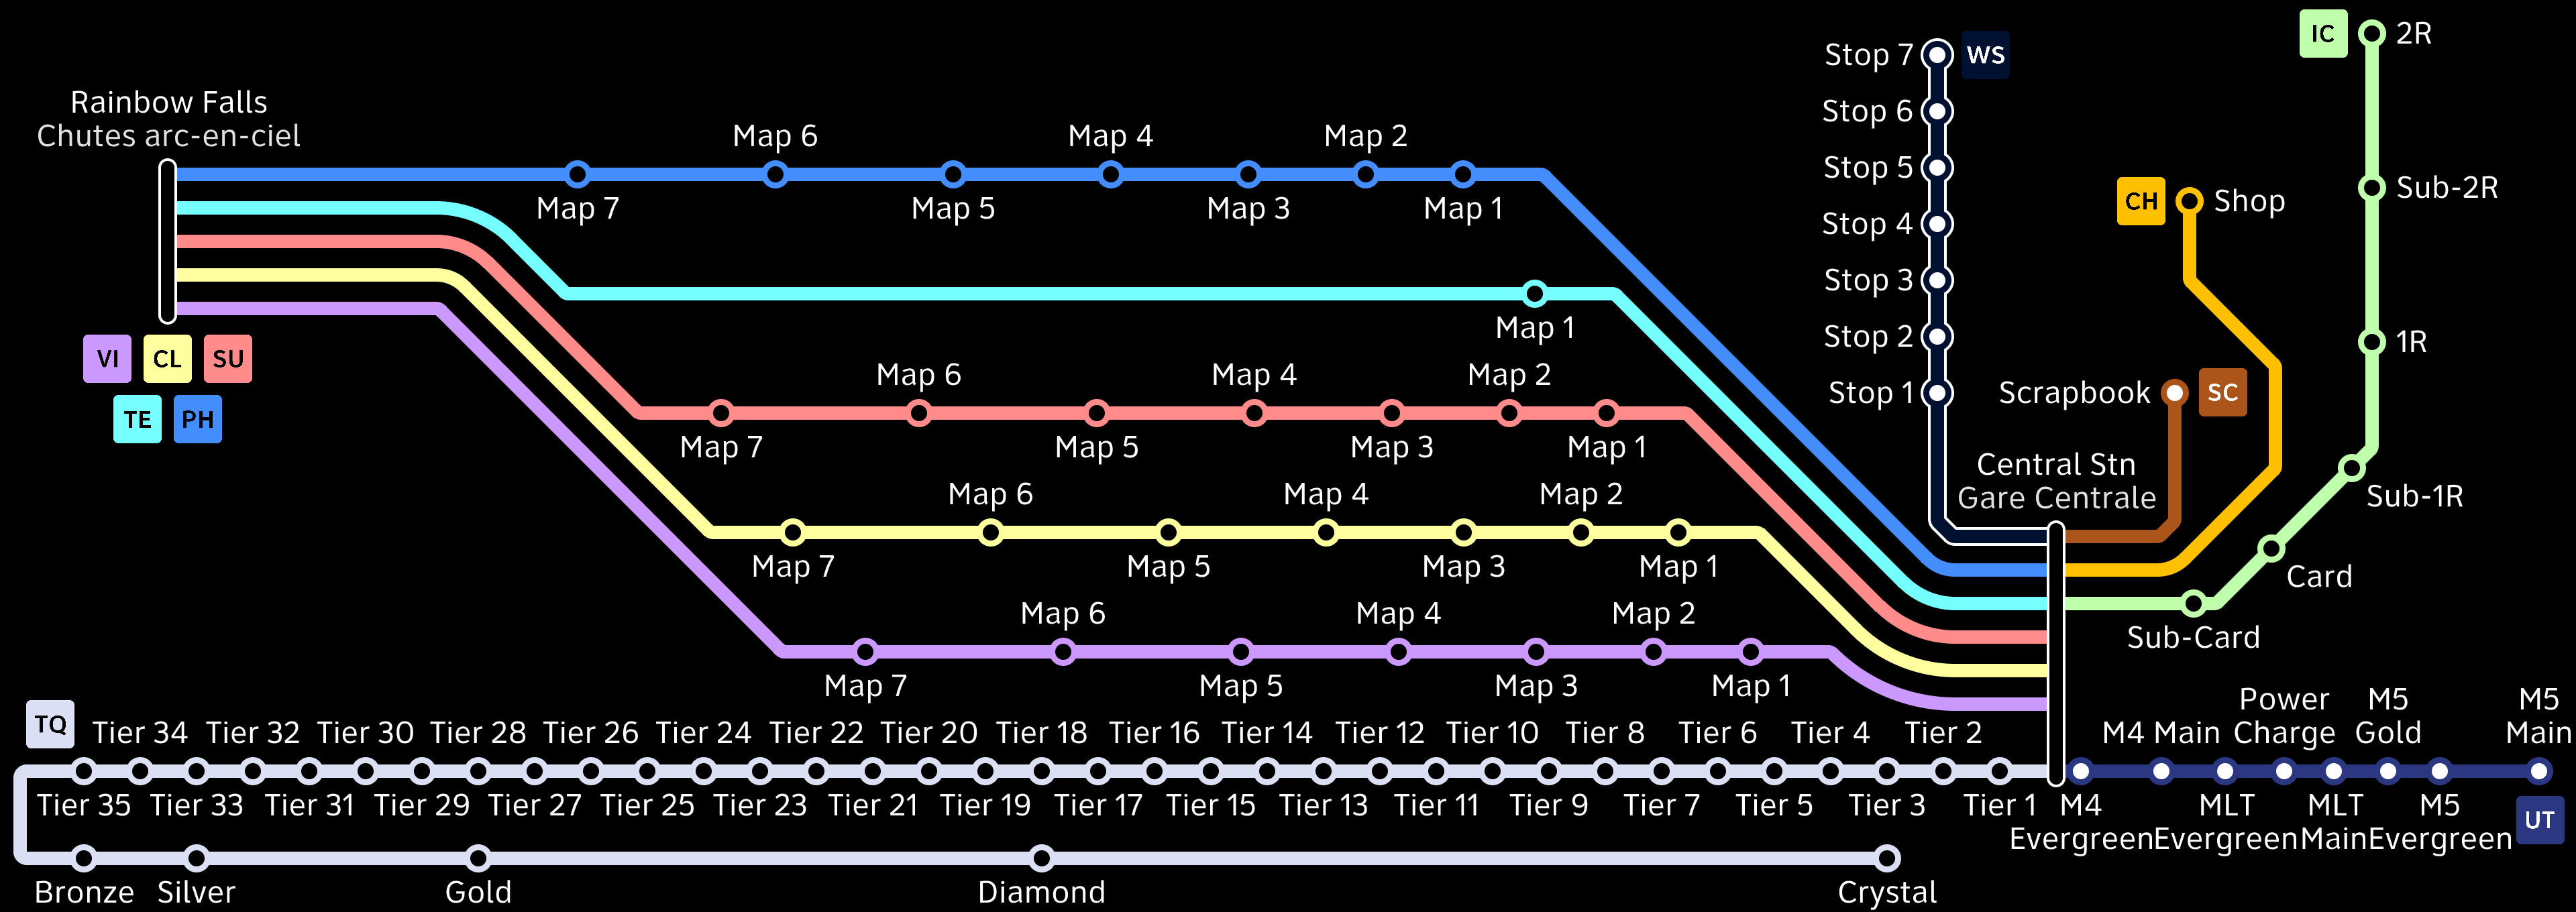 IC
2R
Stop 7
WS
Rainbow Falls
Chutes arc-en-ciel
Stop 6
Map 6
Map 4
Map 2
Stop 5
Sub-2R
CH
Shop
Map 7
Map 5
Map 3
Map 1
Stop 4
Stop 3
Map 1
Stop 2
1R
VI
CL
SU
Map 6
Map 4
Map 2
Stop 1
Scrapbook
SC
TE
PH
Map 7
Map 5
Map 3
Map 1
Central Stn
Gare Centrale
Map 6
Map 4
Map 2
Sub-1R
Map 7
Map 5
Map 3
Map 1
Card
Map 6
Map 4
Map 2
Sub-Card
Map 7
Map 5
Map 3
Map 1
TQ
Tier 34
Tier 32
Tier 30
Tier 28
Tier 26
Tier 24
Tier 22
Tier 20
Tier 18
Tier 16
Tier 14
Tier 12
Tier 10
Tier 8
Tier 6
Tier 4
Tier 2
M4 Main
Power
Charge
M5
Gold
M5
Main
Tier 35
Tier 33
Tier 31
Tier 29
Tier 27
Tier 25
Tier 23
Tier 21
Tier 19
Tier 17
Tier 15
Tier 13
Tier 11
Tier 9
Tier 7
Tier 5
Tier 3
Tier 1
M4
Evergreen
MLT
Evergreen
MLT
Main
M5
Evergreen
UT
Bronze
Silver
Gold
Diamond
Crystal